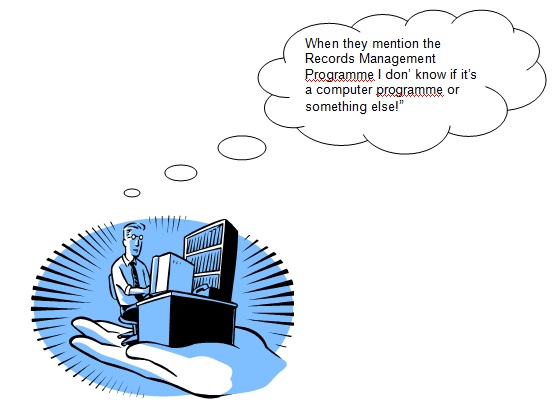 When they mention the
Records Management
Programme I don’ know if it’s
a computer programme or
something else!”